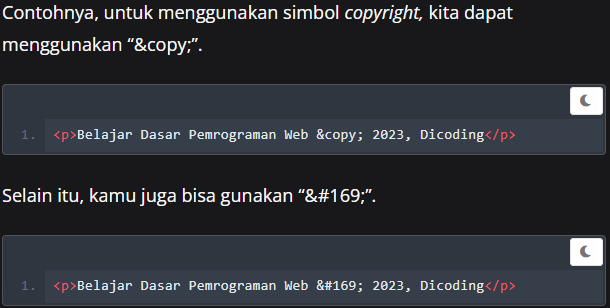 Contohnya, untuk menggunakan simbol copyright, kita dapat
menggunakan “&copy;”.
1. <p>Belajar Dasar Pemrograman Web &copy; 2023, Dicoding</p>
Selain itu, kamu juga bisa gunakan “&#169;”.
1. <p>Belajar Dasar Pemrograman Web &#169; 2023, Dicoding</p>